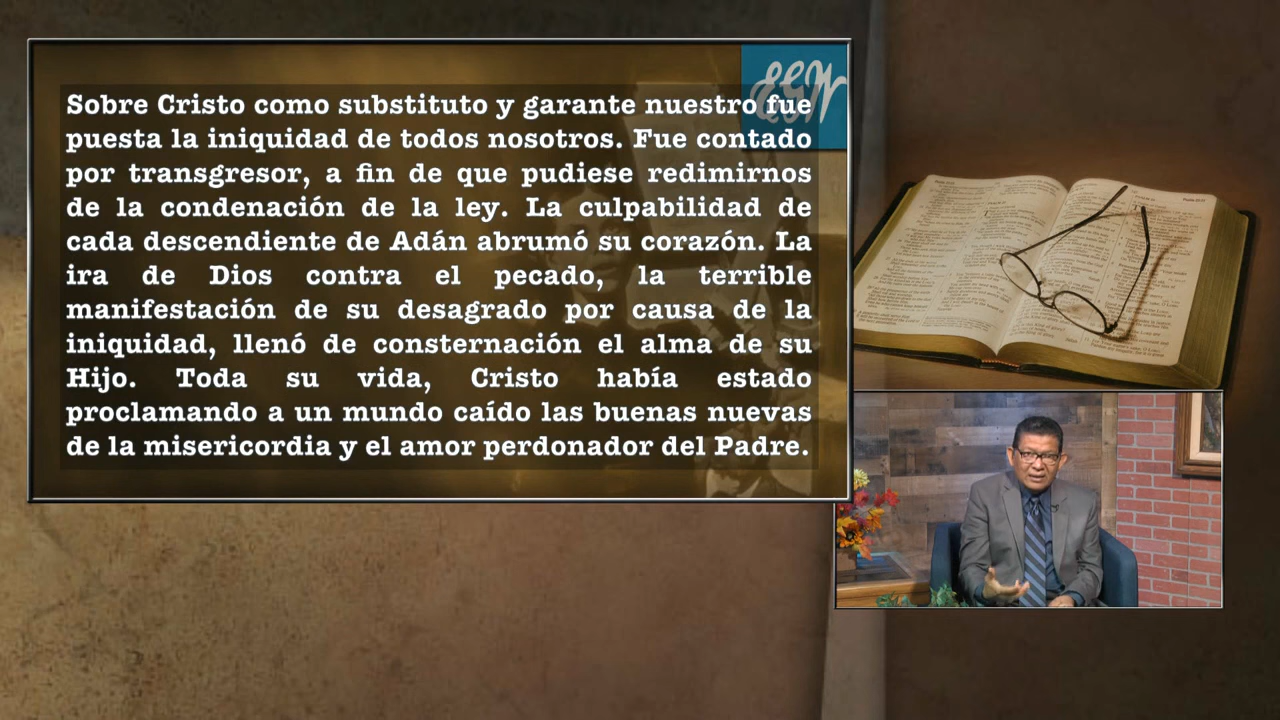 EGW
Sobre Cristo como substituto y garante nuestro fue
puesta la iniquidad de todos nosotros. Fue contado
por transgresor, a fin de que pudiese redimirnos
de la condenación de la ley. La culpabilidad de
cada descendiente de Adán abrumó su corazón. La
ira de Dios contra el pecado, la terrible
manifestación de su desagrado por causa de la
iniquidad, llenó de consternación el alma de su
Hijo. Toda su vida, Cristo había estado
proclamando a un mundo caído las buenas nuevas
de la misericordia y el amor perdonador del Padre.